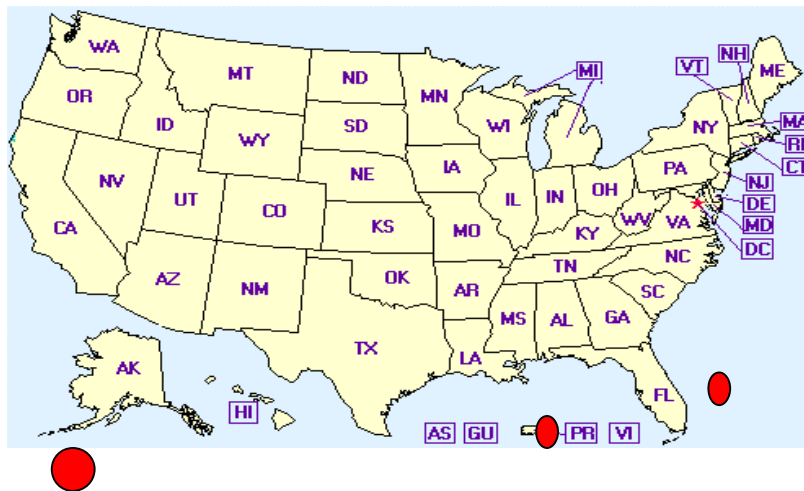 WA
MT
ND
MN
MI
VT
NH
ME
OR
ID
WY
SD
WI
NY
MA
RI
CT
NV
UT
CO
NE
IA
IL
IN
OH
PA
NJ
DE
MD
DC
CA
KS
MO
KY
WV
VA
AZ
NM
OK
AR
TN
NC
SC
TX
LA
MS
AL
GA
FL
AK
HI
AS
GU
PR
VI